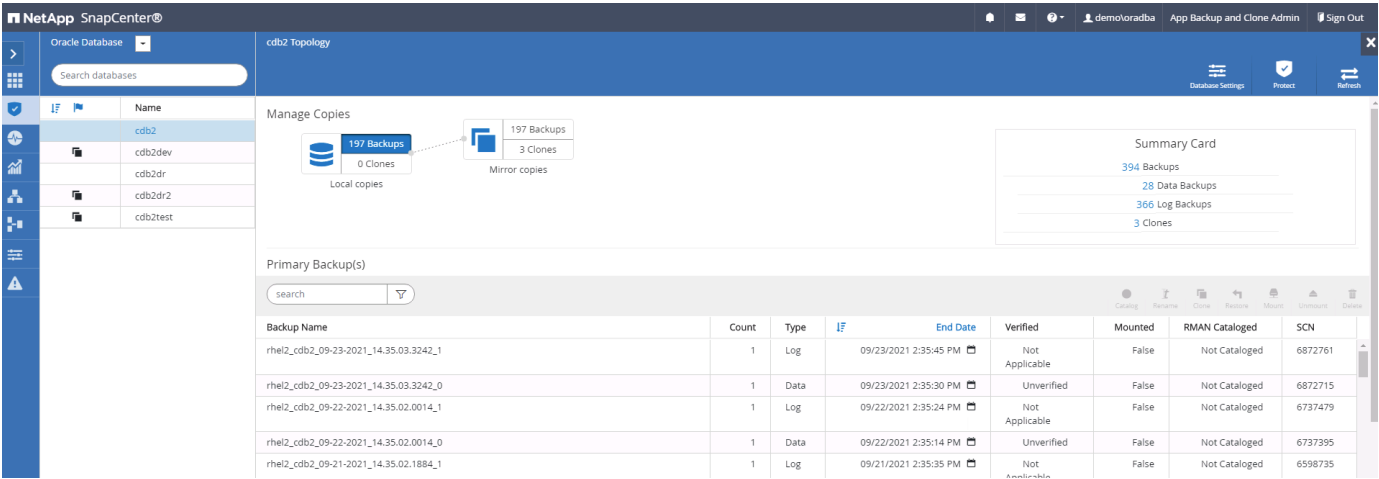 NetApp SnapCenter® demo\oradba App Backup and Clone Admin Sign Out
Oracle Database
cdb2 Topology
Search databases
Database Settings Protect Refresh
Name
cdb2
cdb2dev
cdb2dr
cdb2dr2
cdb2test
Manage Copies
197 Backups
0 Clones
Local copies
197 Backups
3 Clones
Mirror copies
Summary Card
394 Backups
28 Data Backups
366 Log Backups
3 Clones
Primary Backup(s)
search
Catalog Rename Clone Restore Mount Unmount Delete
Backup Name Count Type End Date Verified Mounted RMAN Cataloged SCN
rhel2_cdb2_09-23-2021_14.35.03.3242_1 1 Log 09/23/2021 2:35:45 PM Not Applicable False Not Cataloged 6872761
rhel2_cdb2_09-23-2021_14.35.03.3242_0 1 Data 09/23/2021 2:35:30 PM Unverified False Not Cataloged 6872715
rhel2_cdb2_09-22-2021_14.35.02.0014_1 1 Log 09/22/2021 2:35:24 PM Not Applicable False Not Cataloged 6737479
rhel2_cdb2_09-22-2021_14.35.02.0014_0 1 Data 09/22/2021 2:35:14 PM Unverified False Not Cataloged 6737395
rhel2_cdb2_09-21-2021_14.35.02.1884_1 1 Log 09/21/2021 2:35:35 PM Not Applicable False Not Cataloged 6598735